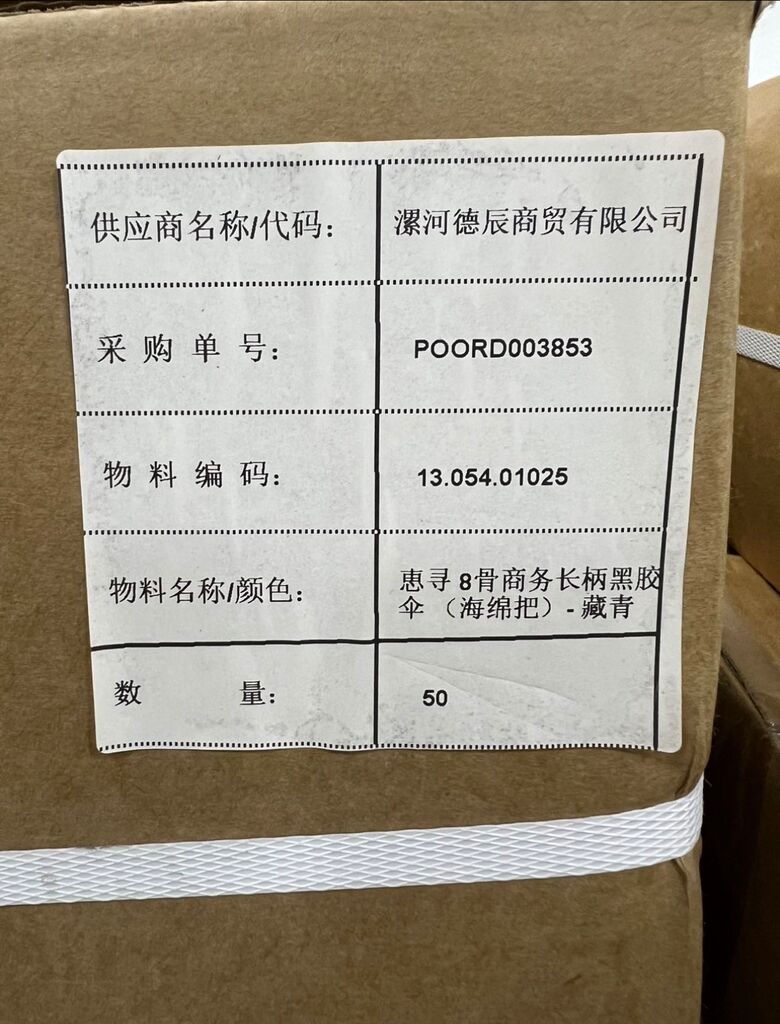 供应商名称/代码： 漯河德辰商贸有限公司
采 购 单 号： POORD003853
物 料 编 码： 13.054.01025
物料名称/颜色： 惠寻 8骨商务长柄黑胶
伞 （海绵把）- 藏青
数 量： 50